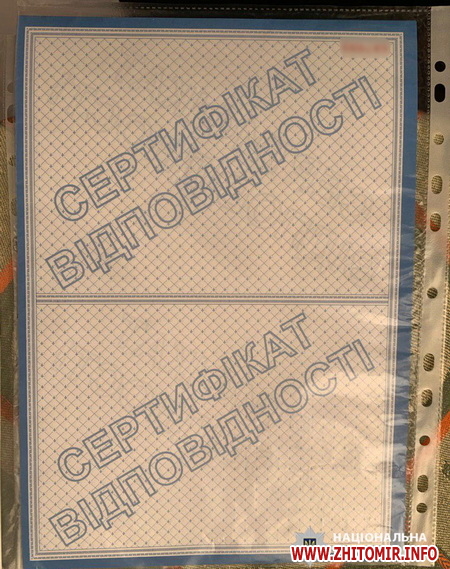 СЕРТИФІКАТ
ВІДПОВІДНОСТІ
СЕРТИФІКАТ
ВІДПОВІДНОСТІ
НАЦІОНАЛЬНА
WWW.ZHITOMIR.INFO